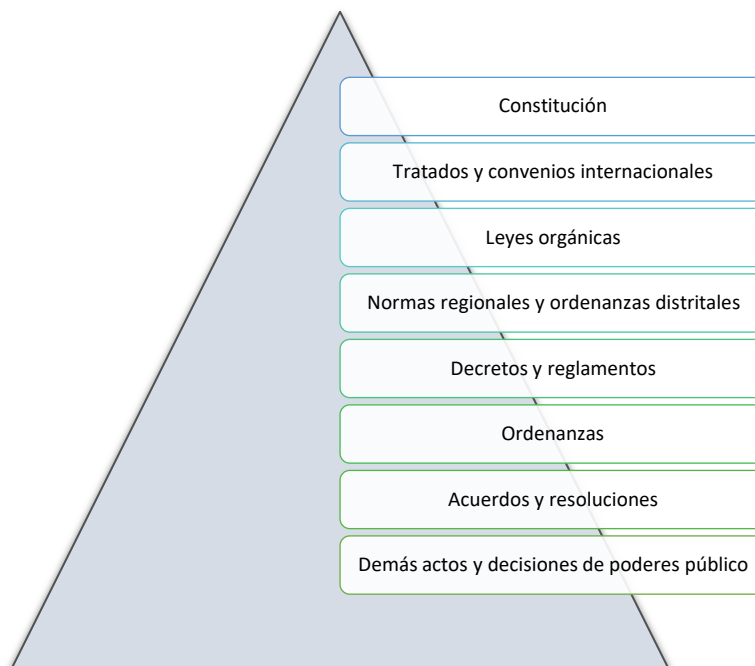 Constitución
Tratados y convenios internacionales
Leyes orgánicas
Normas regionales y ordenanzas distritales
Decretos y reglamentos
Ordenanzas
Acuerdos y resoluciones
Demás actos y decisiones de poderes público